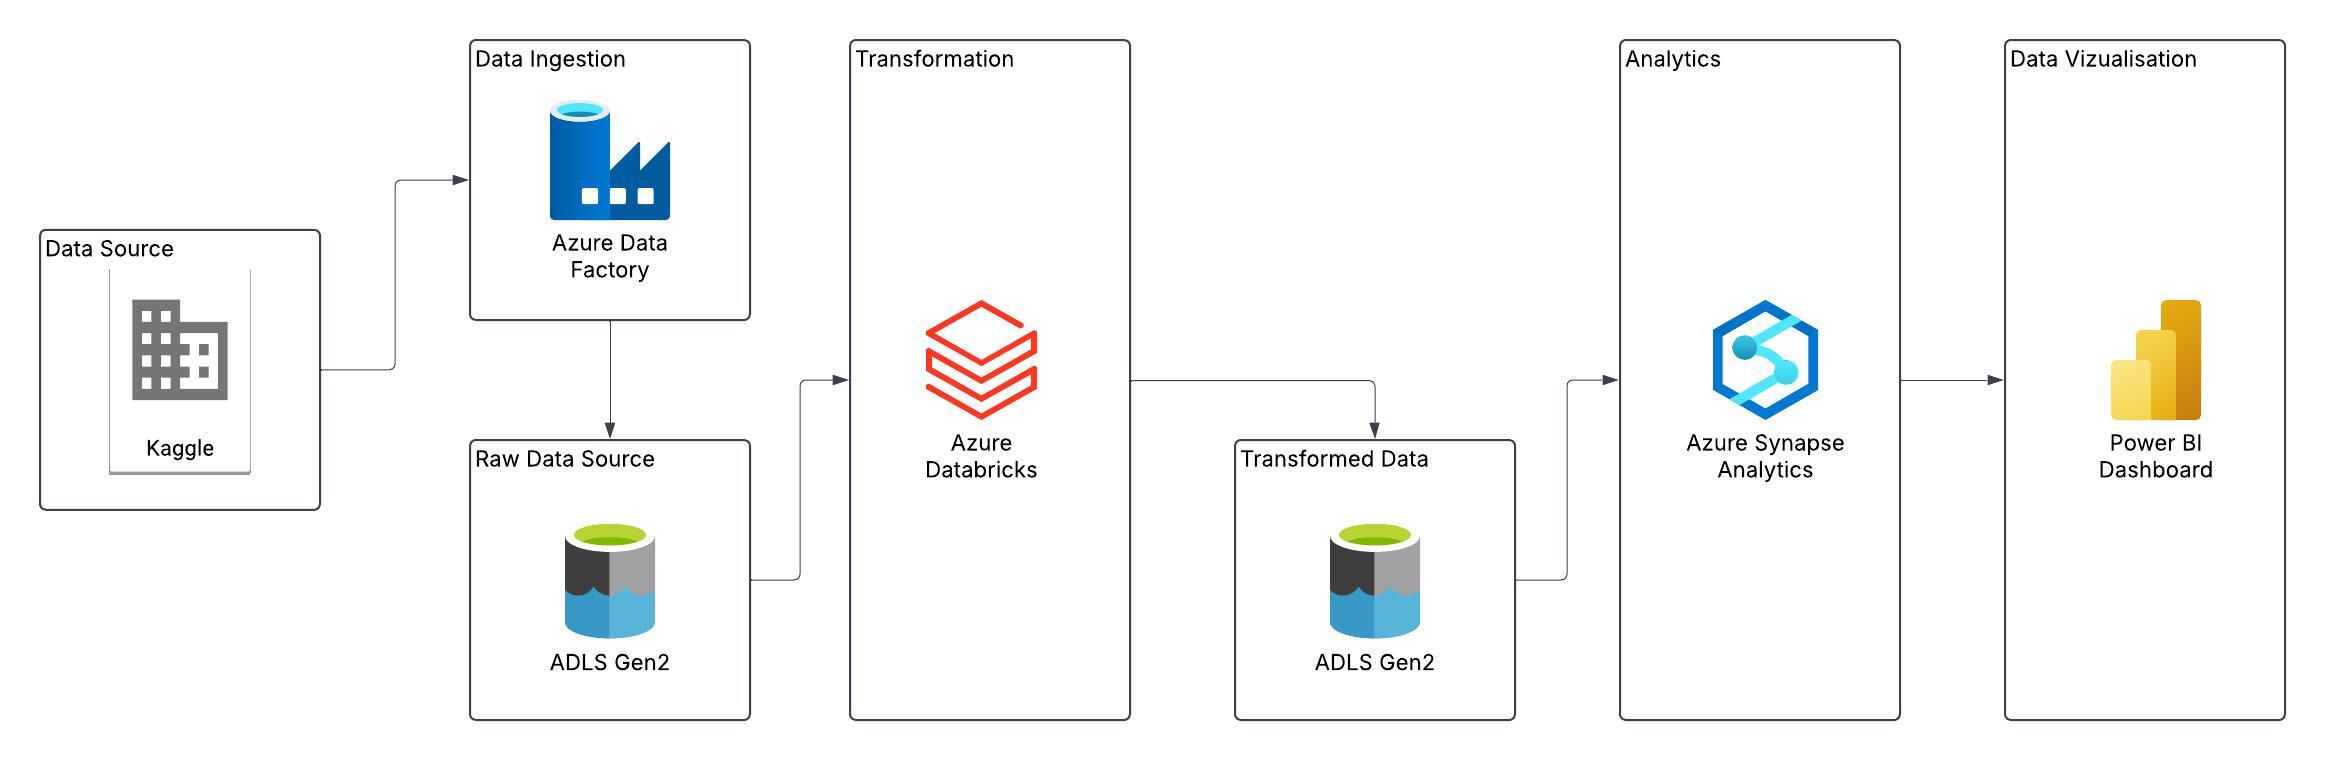 Data Source
Kaggle
Data Ingestion
Azure Data
Factory
Raw Data Source
ADLS Gen2
Transformation
Azure
Databricks
Transformed Data
ADLS Gen2
Analytics
Azure Synapse
Analytics
Data Vizualisation
Power BI
Dashboard